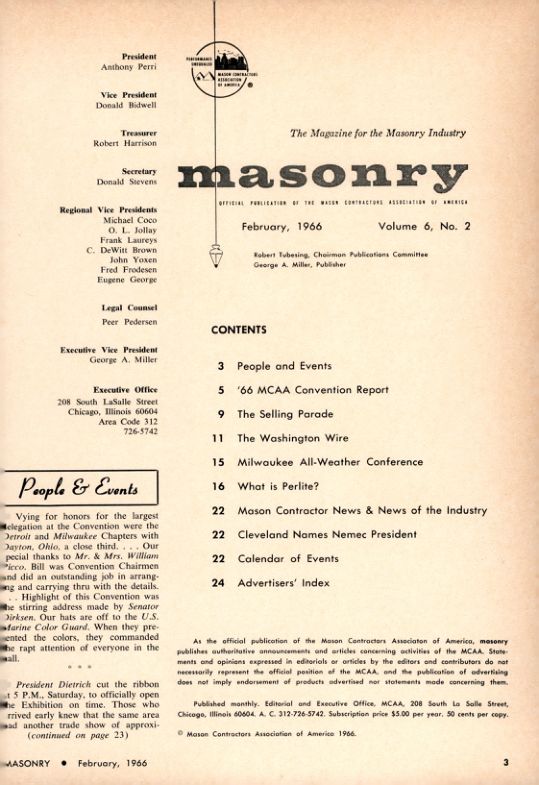 President
Anthony Perri
Vice President
Donald Bidwell
Treasurer
Robert Harrison
Secretary
Donald Stevens
Regional Vice Presidents
Michael Coco
O. L. Jollay
Frank Laureys
C. DeWitt Brown
John Yoxen
Fred Frodesen
Eugene George
Legal Counsel
Peer Pedersen
Executive Vice President
George A. Miller
Executive Office
208 South LaSalle Street
Chicago, Illinois 60604
Area Code 312
726-5742
People & Events
Vying for honors for the largest
delegation at the Convention were the
Detroit and Milwaukee Chapters with
Dayton, Ohio, a close third. . . . Our
pecial thanks to Mr. & Mrs. William
icco. Bill was Convention Chairmen
and did an outstanding job in arrang-
ing and carrying thru with the details.
. . Highlight of this Convention was
he stirring address made by Senator
Dirksen. Our hats are off to the U.S.
Marine Color Guard. When they pre-
ented the colors, they commanded
he rapt attention of everyone in the
all.
* * *
President Dietrich cut the ribbon
t 5 P.M., Saturday, to officially open
he Exhibition on time. Those who
rrived early knew that the same area
ad another trade show of approxi-
(continued on page 23)
PERFORMANCE
UNEQUALED
MASON CONTRACTORS
ASSOCIATION
OF AMERICA
®
The Magazine for the Masonry Industry
masonry
OFFICIAL PUBLICATION OF THE MASON CONTRACTORS ASSOCIATION OF AMERICA
February, 1966 Volume 6, No. 2
Robert Tubesing, Chairman Publications Committee
George A. Miller, Publisher
CONTENTS
3 People and Events
5 '66 MCAA Convention Report
9 The Selling Parade
11 The Washington Wire
15 Milwaukee All-Weather Conference
16 What is Perlite?
22 Mason Contractor News & News of the Industry
22 Cleveland Names Nemec President
22 Calendar of Events
24 Advertisers' Index
As the official publication of the Mason Contractors Associaton of America, masonry
publishes authoritative announcements and articles concerning activities of the MCAA. State-
ments and opinions expressed in editorials or articles by the editors and contributors do not
necessarily represent the official position of the MCAA, and the publication of advertising
does not imply endorsement of products advertised nor statements made concerning them.
Published monthly. Editorial and Executive Office, MCAA, 208 South La Salle Street,
Chicago, Illinois 60604. A. C. 312-726-5742. Subscription price $5.00 per year. 50 cents per copy.
© Mason Contractors Association of America 1966.
MASONRY ● February, 1966
3